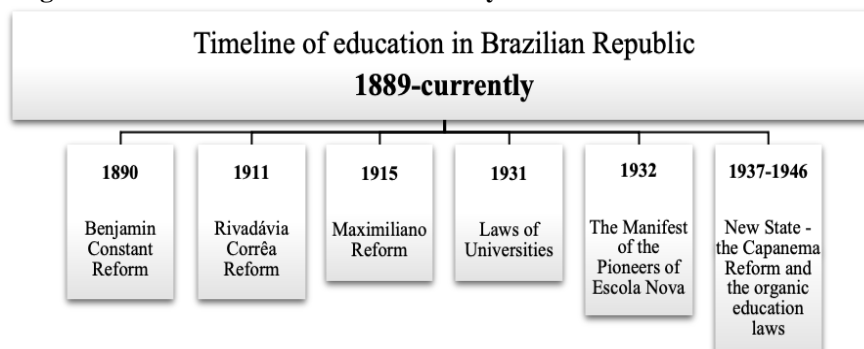 Timeline of education in Brazilian Republic
1889-currently
1890
Benjamin
Constant
Reform
1911
Rivadávia
Corrêa
Reform
1915
Maximiliano
Reform
1931
Laws of
Universities
1932
The Manifest
of the
Pioneers of
Escola Nova
1937-1946
New State -
the Capanema
Reform and
the organic
education
laws